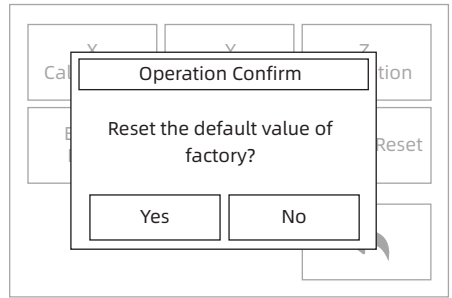 X Y Z
Operation Confirm
Reset the default value of
factory?
Reset
Yes No